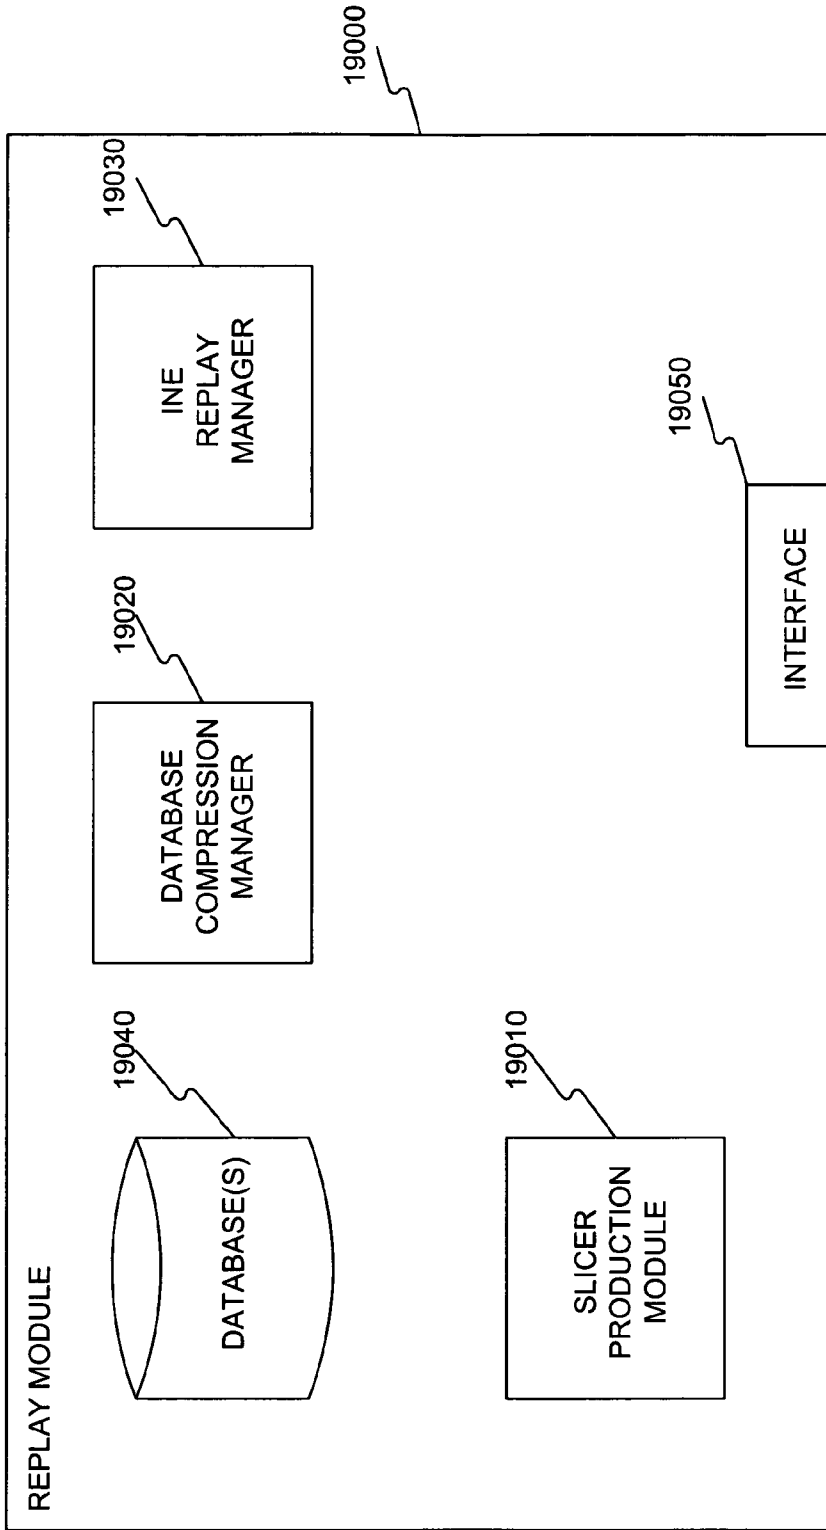 REPLAY MODULE
19000
19040
DATABASE(S)
19020
DATABASE
COMPRESSION
MANAGER
19030
INE
REPLAY
MANAGER
19010
SLICER
PRODUCTION
MODULE
19050
INTERFACE